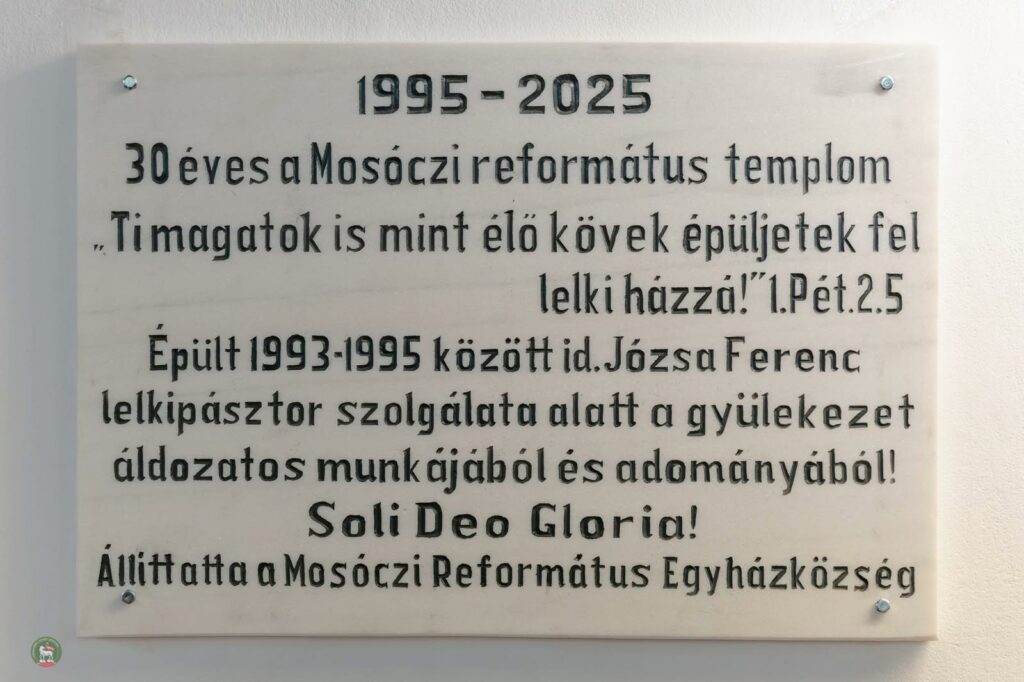 1995-2025
30 éves a Mosóczi református templom
„Ti magatok is mint élő kövek épüljetek fel
lelki házzá!” 1.Pét.2.5
Épült 1993-1995 között id. Józsa Ferenc
lelkipásztor szolgálata alatt a gyülekezet
áldozatos munkájából és adományából!
Soli Deo Gloria!
Állíttatta a Mosóczi Református Egyházközség